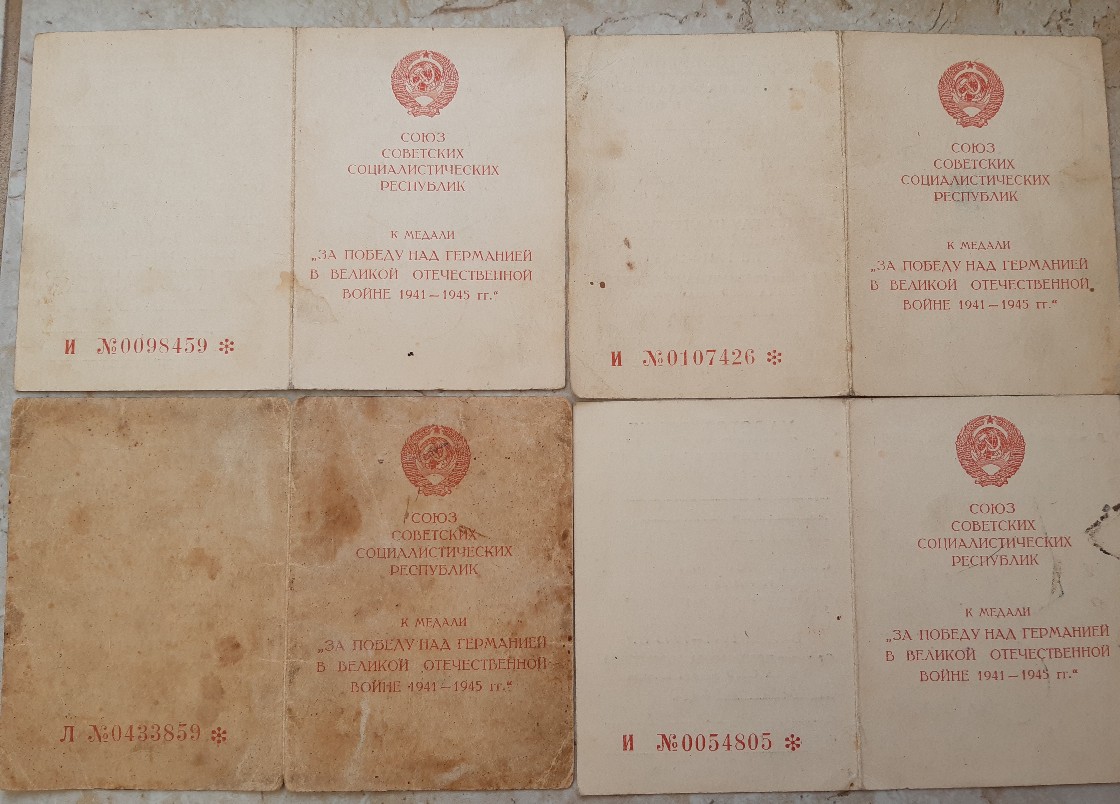 СОЮЗ
СОВЕТСКИХ
СОЦИАЛИСТИЧЕСКИХ
РЕСПУБЛИК
К МЕДАЛИ
„ЗА ПОБЕДУ НАД ГЕРМАНИЕЙ
В ВЕЛИКОЙ ОТЕЧЕСТВЕННОЙ
ВОЙНЕ 1941—1945 гг.“
И №0098459 *
СОЮЗ
СОВЕТСКИХ
СОЦИАЛИСТИЧЕСКИХ
РЕСПУБЛИК
К МЕДАЛИ
„ЗА ПОБЕДУ НАД ГЕРМАНИЕЙ
В ВЕЛИКОЙ ОТЕЧЕСТВЕННОЙ
ВОЙНЕ 1941—1945 гг.“
И №0107426 *
СОЮЗ
СОВЕТСКИХ
СОЦИАЛИСТИЧЕСКИХ
РЕСПУБЛИК
К МЕДАЛИ
„ЗА ПОБЕДУ НАД ГЕРМАНИЕЙ
В ВЕЛИКОЙ ОТЕЧЕСТВЕННОЙ
ВОЙНЕ 1941—1945 гг.“
Л №0433859 *
СОЮЗ
СОВЕТСКИХ
СОЦИАЛИСТИЧЕСКИХ
РЕСПУБЛИК
К МЕДАЛИ
„ЗА ПОБЕДУ НАД ГЕРМАНИЕЙ
В ВЕЛИКОЙ ОТЕЧЕСТВЕННОЙ
ВОЙНЕ 1941—1945 гг.“
И №0054805 *